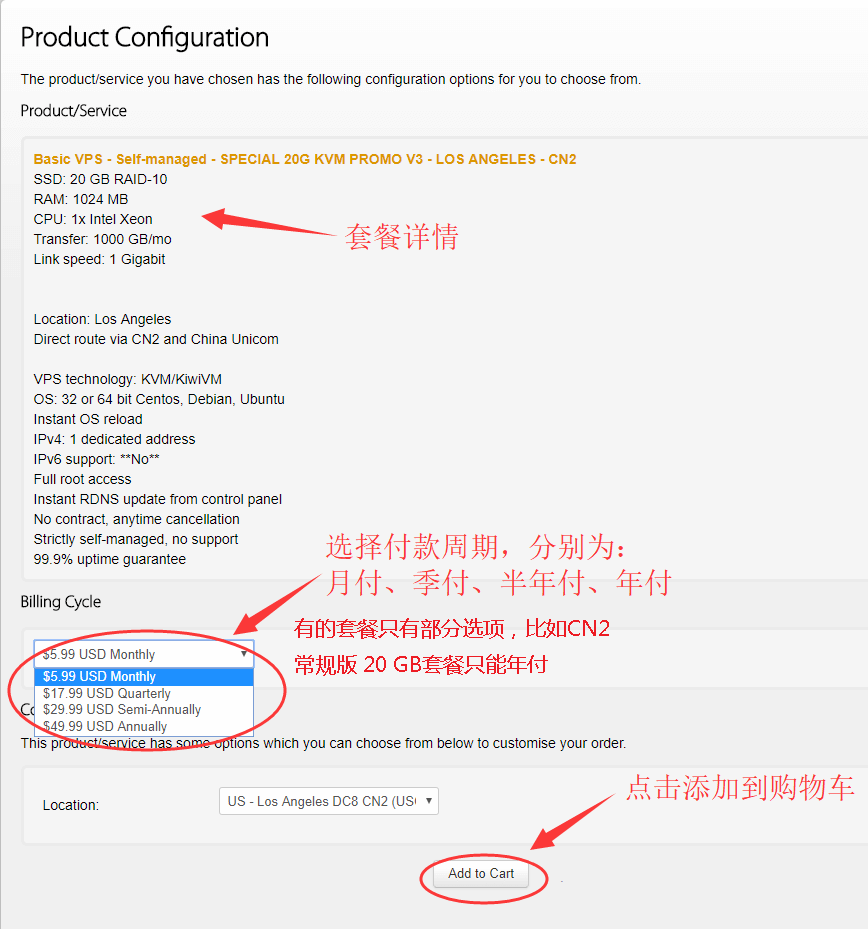 Product Configuration
The product/service you have chosen has the following configuration options for you to choose from.
Product/Service
Basic VPS - Self-managed - SPECIAL 20G KVM PROMO V3 - LOS ANGELES - CN2
SSD: 20 GB RAID-10
RAM: 1024 MB
CPU: 1x Intel Xeon
Transfer: 1000 GB/mo
套餐详情
Link speed: 1 Gigabit
Location: Los Angeles
Direct route via CN2 and China Unicom
VPS technology: KVM/KiwiVM
OS: 32 or 64 bit Centos, Debian, Ubuntu
Instant OS reload
IPv4: 1 dedicated address
IPv6 support: **No**
Full root access
Instant RDNS update from control panel
No contract, anytime cancellation
Strictly self-managed, no support
99.9% uptime guarantee
选择付款周期，分别为：
月付、季付、半年付、年付
Billing Cycle
有的套餐只有部分选项，比如CN2
常规版 20 GB套餐只能年付
$5.99 USD Monthly
$5.99 USD Monthly
$17.99 USD Quarterly
$29.99 USD Semi-Annually
$49.99 USD Annually
This product/service has some options which you can choose from below to customise your order.
点击添加到购物车
Location:
US - Los Angeles DC8 CN2
Add to Cart